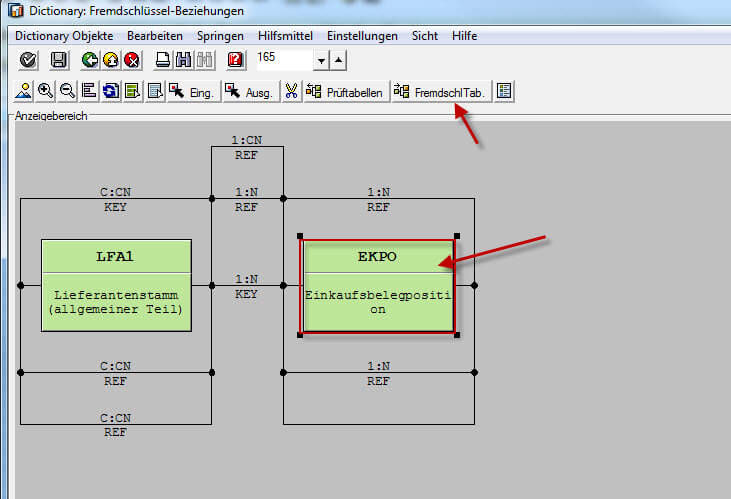 Dictionary: Fremdschlüssel-Beziehungen
Dictionary Objekte Bearbeiten Springen Hilfsmittel Einstellungen Sicht Hilfe
165
Eing. Ausg. Prüftabellen FremdschlTab.
Anzeigebereich
1:CN
REF
C:CN 1:N 1:N
KEY REF REF
LFA1 EKPO
1:N
KEY
Lieferantenstamm Einkaufsbelegpositi
(allgemeiner Teil) on
C:CN 1:N
REF REF
C:CN
REF